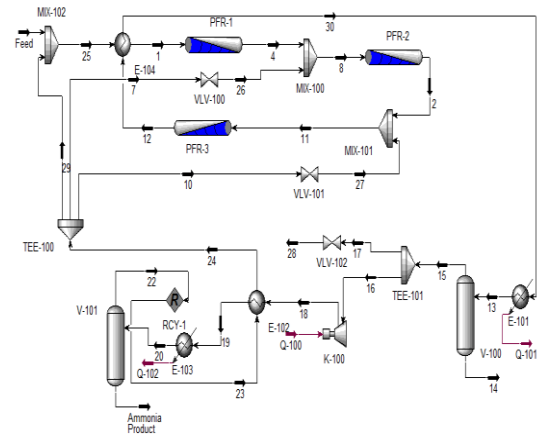 MIX-102
Feed
25
E-104
1
PFR-1
4
30
PFR-2
7
VLV-100
26
MIX-100
8
2
12
PFR-3
11
MIX-101
29
10
VLV-101
27
TEE-100
24
28
VLV-102
17
TEE-101
15
16
13
E-101
22
V-101
RCY-1
20
19
E-102
18
Q-100
K-100
V-100
Q-101
Q-102
E-103
23
14
Ammonia
Product
R